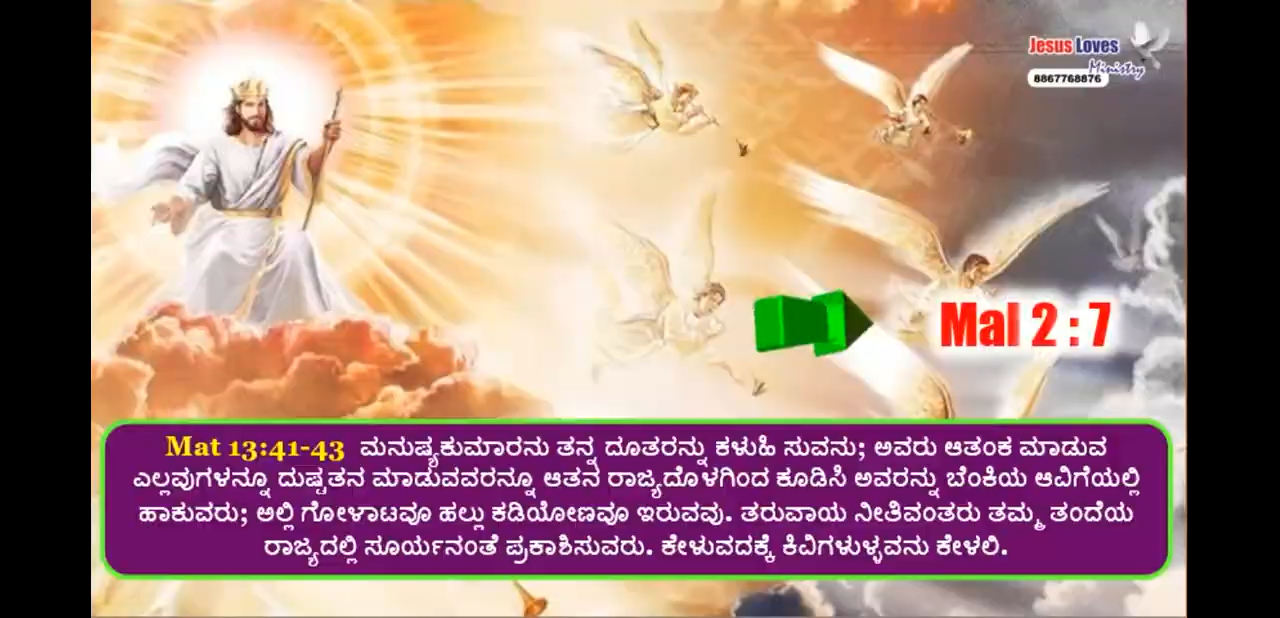 Jesus Loves
Ministry
8867768876
Mal 2 : 7
Mat 13:41-43 ಮನುಷ್ಯಕುಮಾರನು ತನ್ನ ದೂತರನ್ನು ಕಳುಹಿ ಸುವನು; ಅವರು ಆತಂಕ ಮಾಡುವ
ಎಲ್ಲವುಗಳನ್ನೂ ದುಷ್ಟತನ ಮಾಡುವವರನ್ನೂ ಆತನ ರಾಜ್ಯದೊಳಗಿಂದ ಕೂಡಿಸಿ ಅವರನ್ನು ಬೆಂಕಿಯ ಆವಿಗೆಯಲ್ಲಿ
ಹಾಕುವರು; ಅಲ್ಲಿ ಗೋಳಾಟವೂ ಹಲ್ಲು ಕಡಿಯೋಣವೂ ಇರುವವು. ತರುವಾಯ ನೀತಿವಂತರು ತಮ್ಮ ತಂದೆಯ
ರಾಜ್ಯದಲ್ಲಿ ಸೂರ್ಯನಂತೆ ಪ್ರಕಾಶಿಸುವರು. ಕೇಳುವದಕ್ಕೆ ಕಿವಿಗಳುಳ್ಳವನು ಕೇಳಲಿ.